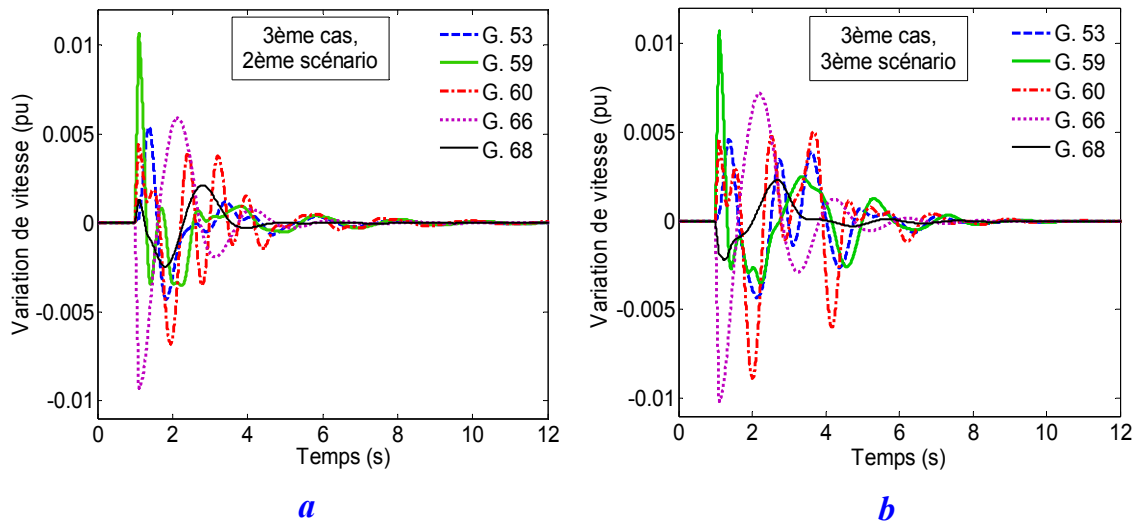 3ème cas,
2ème scénario
G. 53
G. 59
G. 60
G. 66
G. 68
Variation de vitesse (pu)
0.01
0.005
0
-0.005
-0.01
0 2 4 6 8 10 12
Temps (s)
a
3ème cas,
3ème scénario
G. 53
G. 59
G. 60
G. 66
G. 68
Variation de vitesse (pu)
0.01
0.005
0
-0.005
-0.01
0 2 4 6 8 10 12
Temps (s)
b